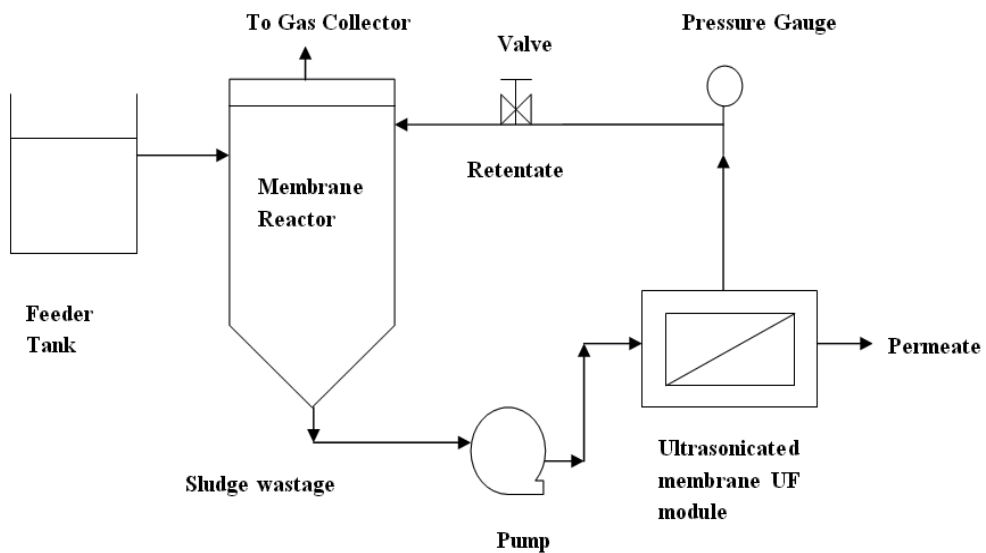 To Gas Collector
Pressure Gauge
Valve
Membrane
Reactor
Retentate
Feeder
Tank
Permeate
Sludge wastage
Ultrasonicated
membrane UF
module
Pump